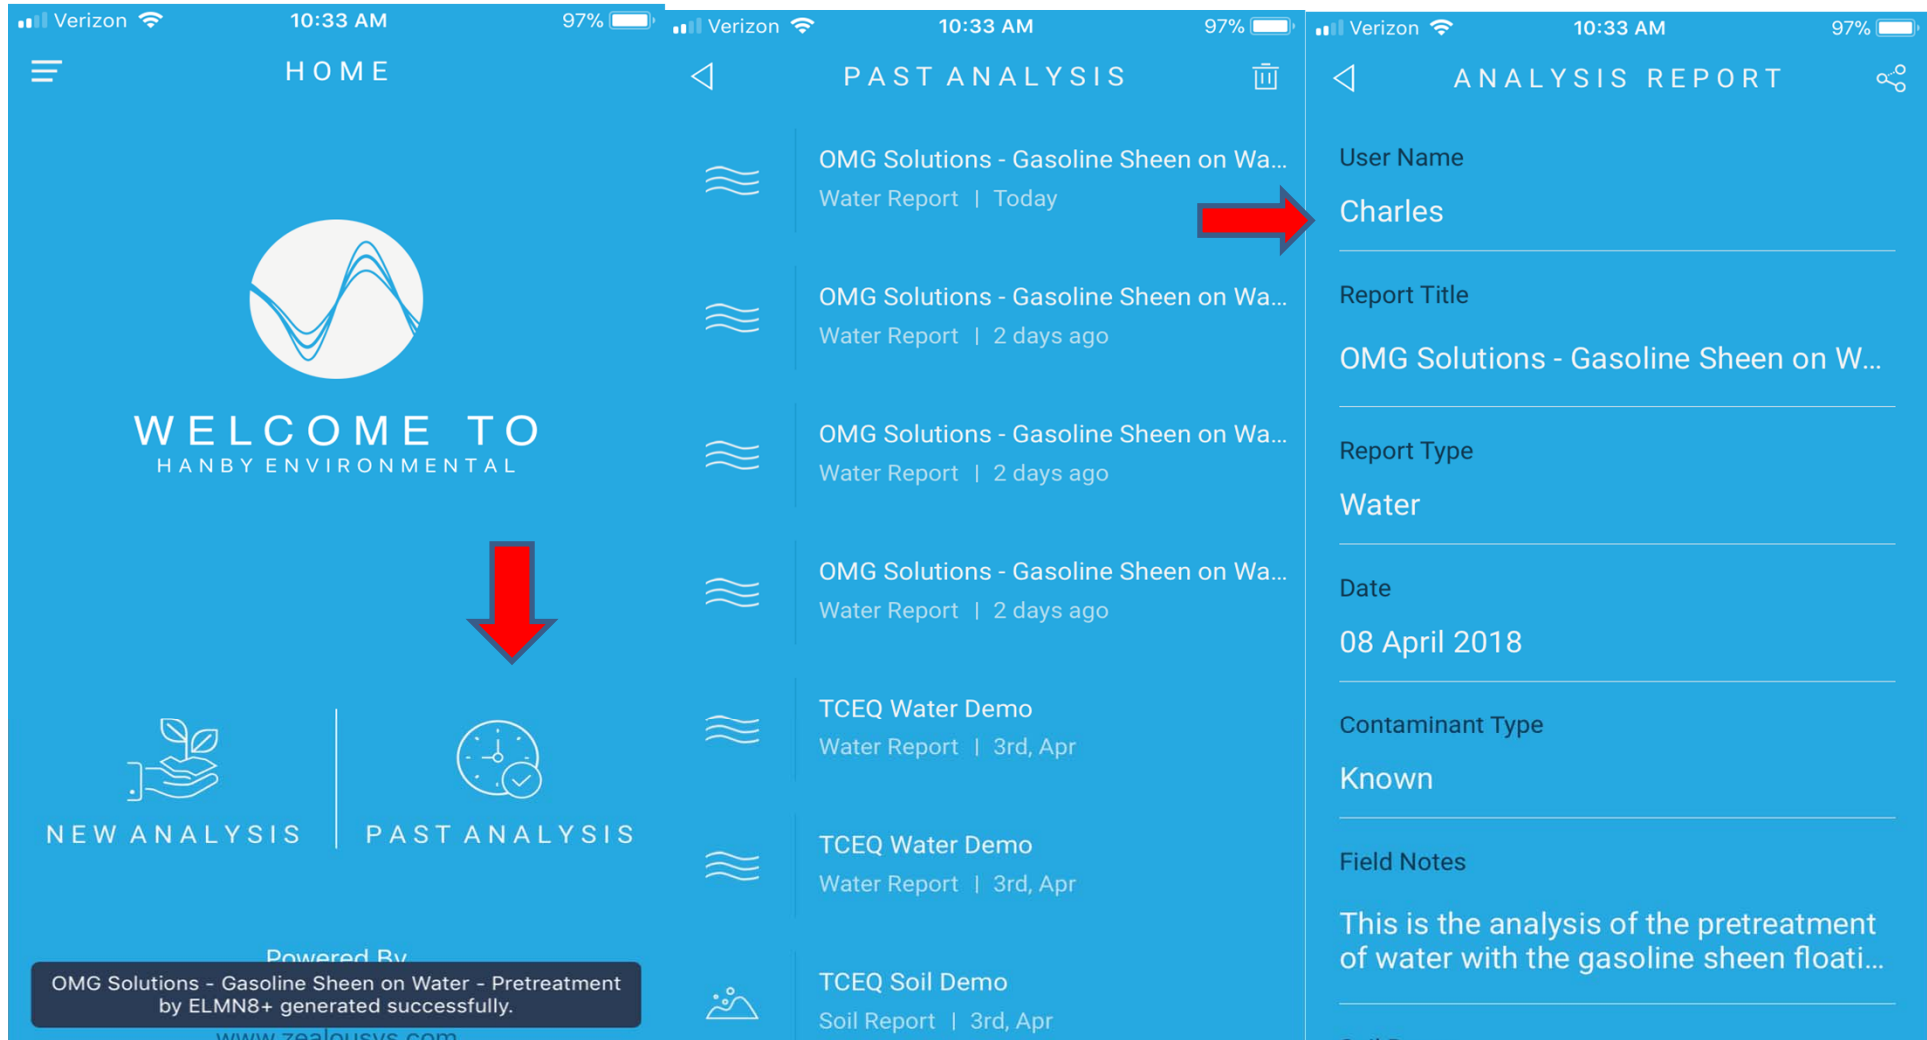 Verizon 10:33 AM 97%
HOME
WELCOME TO
HANBY ENVIRONMENTAL
NEW ANALYSIS
PAST ANALYSIS
Powered By
OMG Solutions - Gasoline Sheen on Water - Pretreatment
by ELMN8+ generated successfully.
www.zealousys.com
Verizon 10:33 AM 97%
PAST ANALYSIS
OMG Solutions - Gasoline Sheen on Wa...
Water Report | Today
OMG Solutions - Gasoline Sheen on Wa...
Water Report | 2 days ago
OMG Solutions - Gasoline Sheen on Wa...
Water Report | 2 days ago
OMG Solutions - Gasoline Sheen on Wa...
Water Report | 2 days ago
TCEQ Water Demo
Water Report | 3rd, Apr
TCEQ Water Demo
Water Report | 3rd, Apr
TCEQ Soil Demo
Soil Report | 3rd, Apr
Verizon 10:33 AM 97%
ANALYSIS REPORT
User Name
Charles
Report Title
OMG Solutions - Gasoline Sheen on W...
Report Type
Water
Date
08 April 2018
Contaminant Type
Known
Field Notes
This is the analysis of the pretreatment
of water with the gasoline sheen floati...